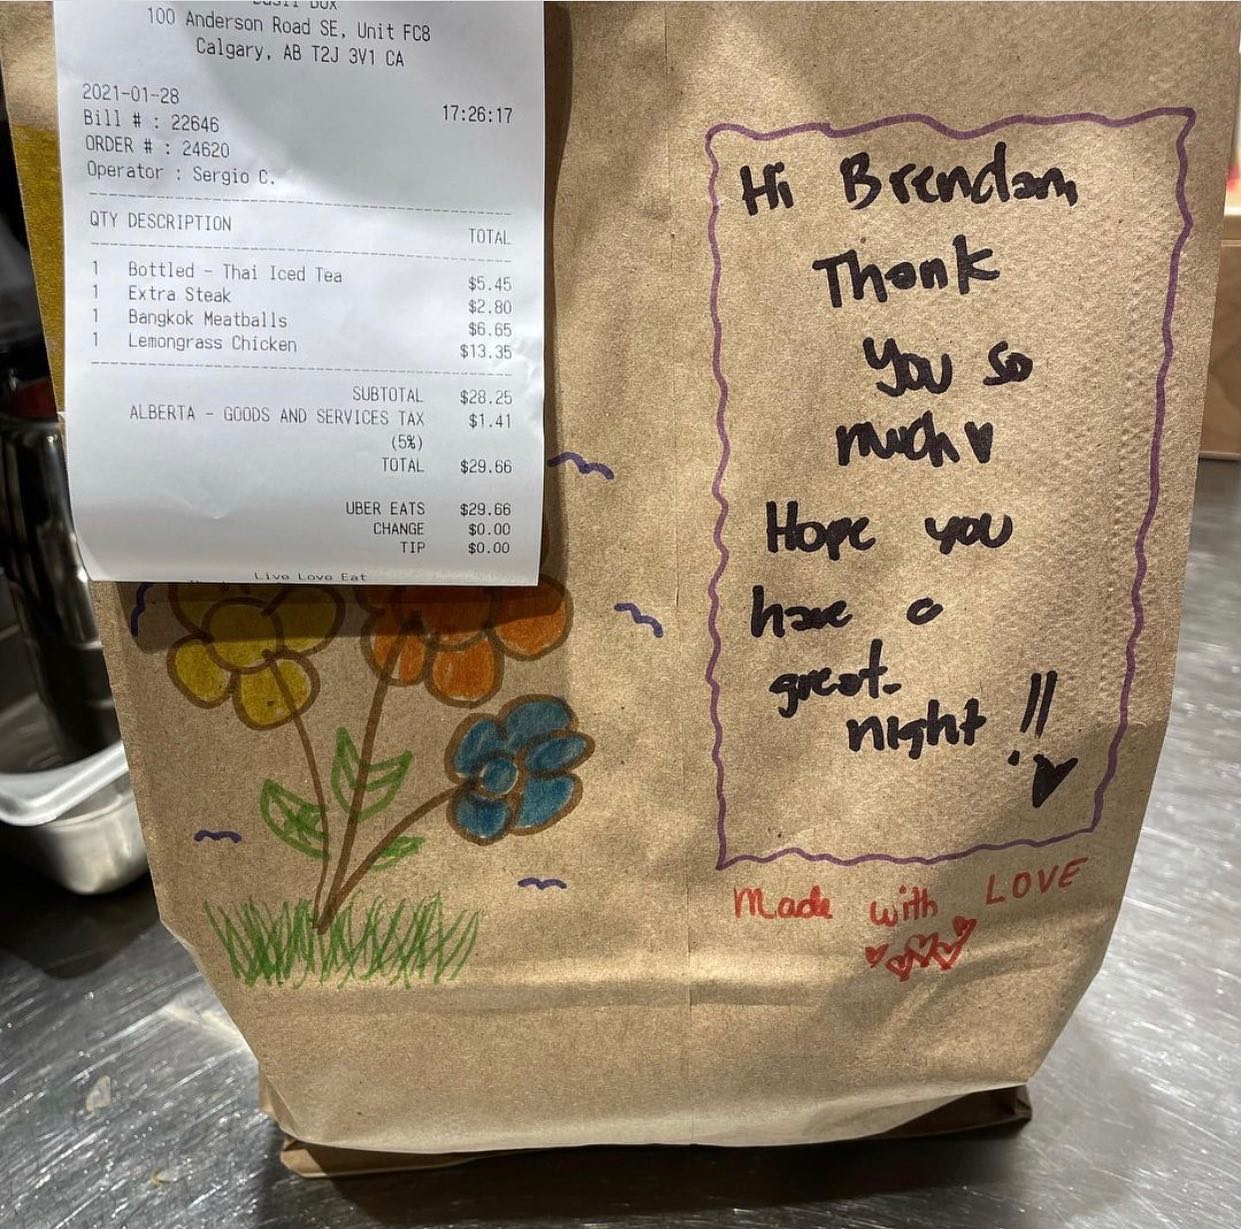 100 Anderson Road SE, Unit FC8
Calgary, AB T2J 3V1 CA
2021-01-28 17:26:17
Bill # : 22646
ORDER # : 24620
Operator : Sergio C.
QTY DESCRIPTION TOTAL
1 Bottled - Thai Iced Tea $5.45
1 Extra Steak $2.80
1 Bangkok Meatballs $6.65
1 Lemongrass Chicken $13.35
SUBTOTAL $28.25
ALBERTA - GOODS AND SERVICES TAX $1.41
(5%)
TOTAL $29.66
UBER EATS $29.66
CHANGE $0.00
TIP $0.00
Live Love Eat
Hi Brendan,
Thank
You so
much ♥
Hope you
have a
great
night !!
Made with LOVE